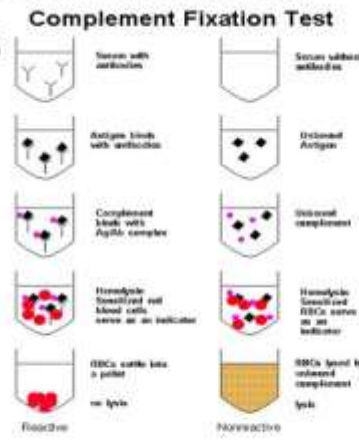 Complement Fixation Test
Serum with
antibodies
Serum without
antibodies
Antigen binds
with antibodies
Unbound
Antigen
Complement
binds with
Ag/Ab complex
Unbound
complement
Hemolysin
Sensitized red
blood cells
serve as an indicator
Hemolysin
Sensitized
RBCs serve
as an
indicator
RBCs settle into
a pellet
no lysis
RBCs lysed
unbound
complement
lysis
Reactive
Nonreactive